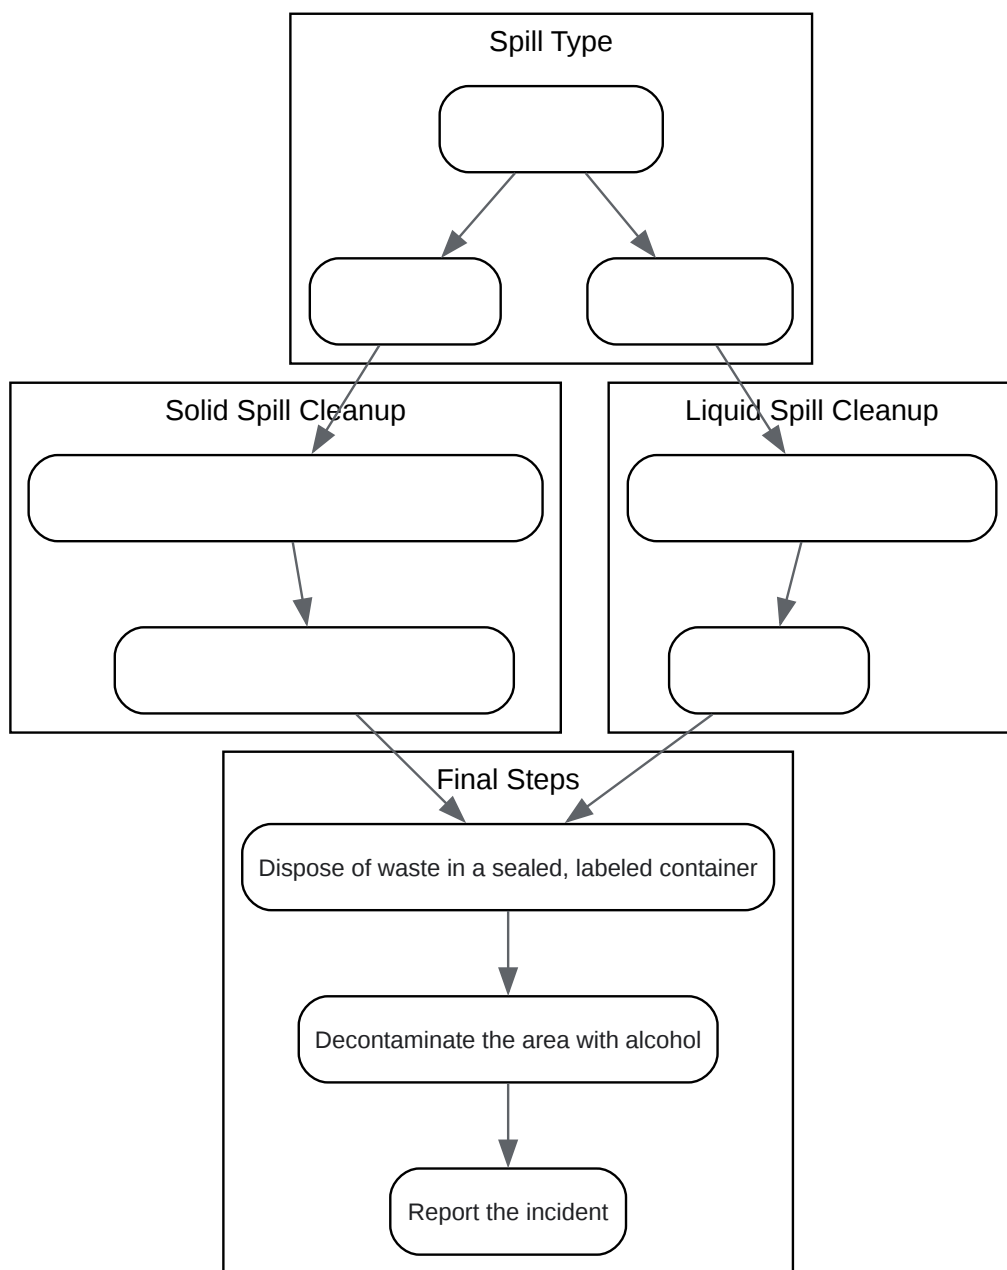 Spill Type
Solid Spill Cleanup
Liquid Spill Cleanup
Final Steps
Dispose of waste in a sealed, labeled container
Decontaminate the area with alcohol
Report the incident